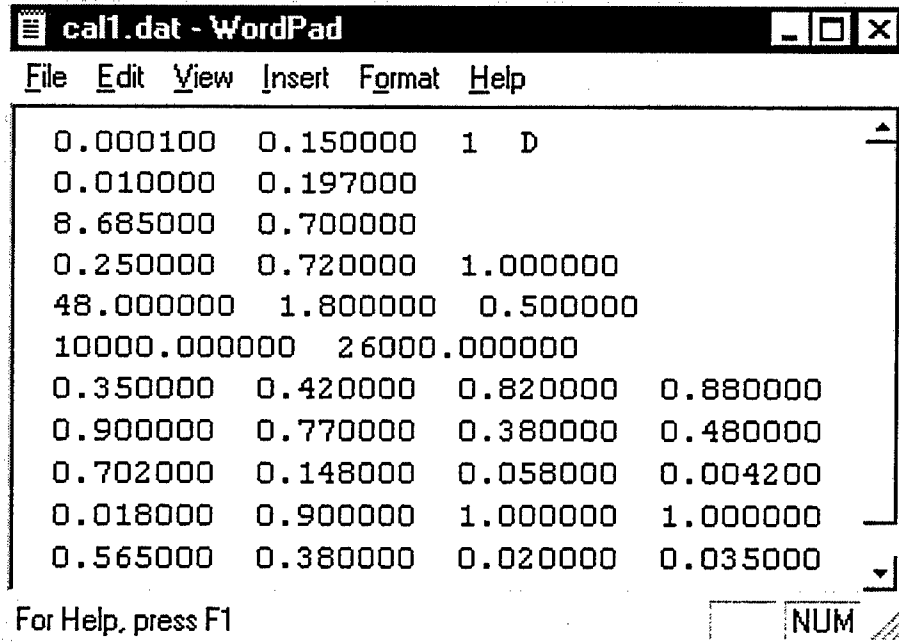 cal1.dat - WordPad
File Edit View Insert Format Help
0.000100 0.150000 1 D
0.010000 0.197000
8.685000 0.700000
0.250000 0.720000 1.000000
48.000000 1.800000 0.500000
10000.000000 26000.000000
0.350000 0.420000 0.820000 0.880000
0.900000 0.770000 0.380000 0.480000
0.702000 0.148000 0.058000 0.004200
0.018000 0.900000 1.000000 1.000000
0.565000 0.380000 0.020000 0.035000
For Help, press F1 NUM